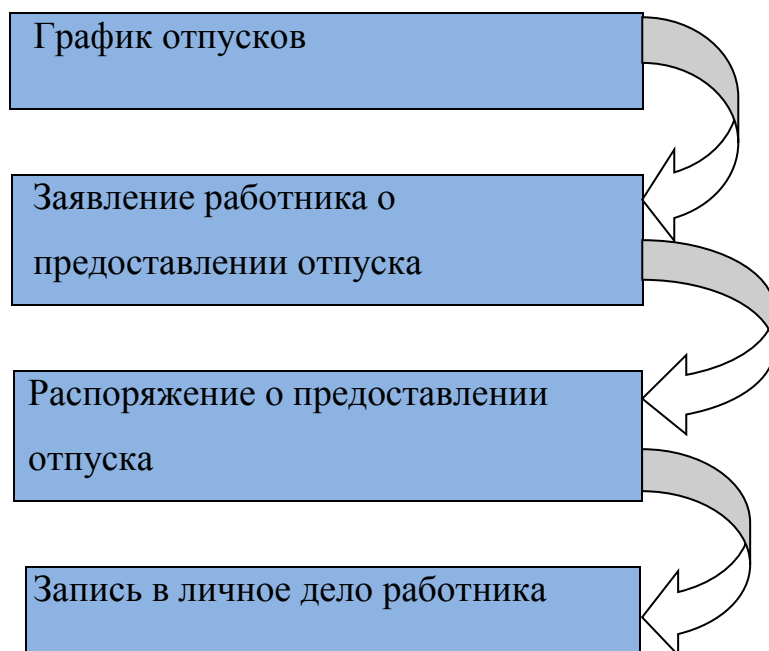 График отпусков
Заявление работника о
предоставлении отпуска
Распоряжение о предоставлении
отпуска
Запись в личное дело работника